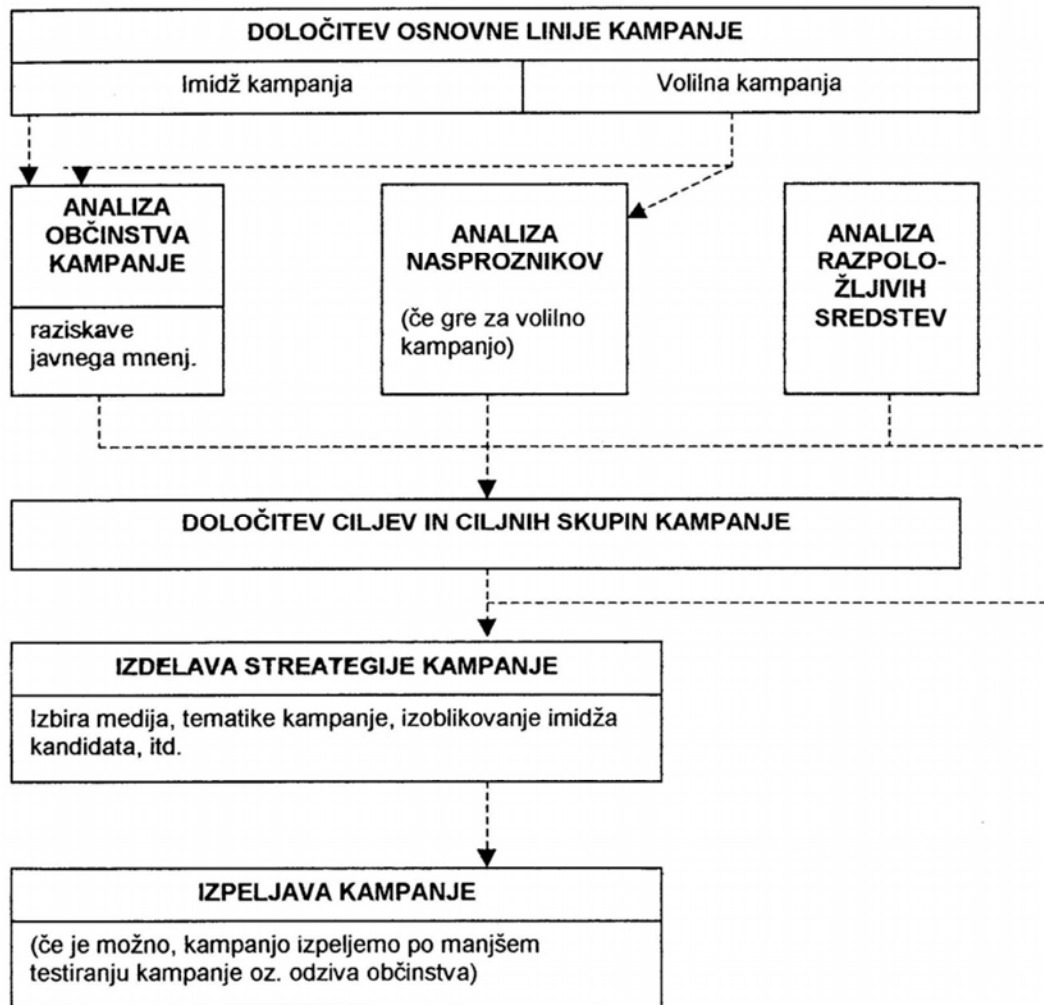 DOLOČITEV OSNOVNE LINIJE KAMPANJE
Imidž kampanja
Volilna kampanja
ANALIZA
OBČINSTVA
KAMPANJE
raziskave
javnega mnenj.
ANALIZA
NASPROZNIKOV
(če gre za volilno
kampanjo)
ANALIZA
RAZPOLO-
ŽLJIVIH
SREDSTEV
DOLOČITEV CILJEV IN CILJNIH SKUPIN KAMPANJE
IZDELAVA STREATEGIJE KAMPANJE
Izbira medija, tematike kampanje, izoblikovanje imidža
kandidata, itd.
IZPELJAVA KAMPANJE
(če je možno, kampanjo izpeljemo po manjšem
testiranju kampanje oz. odziva občinstva)